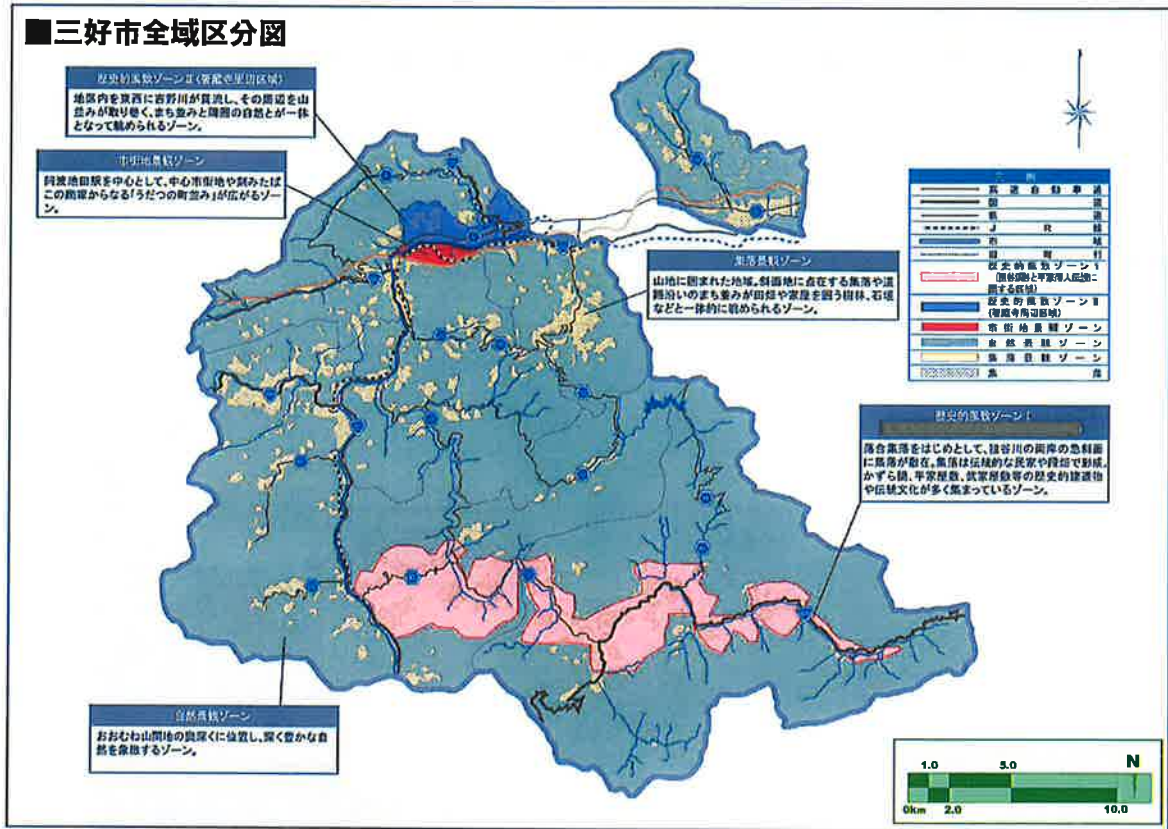 ■三好市全域区分図
歴史的風致ゾーンⅡ(箸蔵寺周辺区域)
地区内を東西に吉野川が貫流し、その周辺を山
並みが取り巻く、まち並みと周囲の自然とが一体
となって眺められるゾーン。
市街地景観ゾーン
阿波池田駅を中心として、中心市街地や刻みたば
この商家からなる「うだつの町並み」が広がるゾー
ン。
集落景観ゾーン
山地に囲まれた地域。斜面地に点在する集落や道
路沿いのまち並みが田畑や家屋を囲う樹林、石垣
などと一体的に眺められるゾーン。
凡例
高速自動車道
国道
県道
JR線
市域
旧町村
歴史的風致ゾーンⅠ
歴史的風致ゾーンⅡ
(箸蔵寺周辺区域)
市街地景観ゾーン
自然景観ゾーン
集落景観ゾーン
集落
歴史的風致ゾーンⅠ
落合集落をはじめとして、祖谷川の両岸の急斜面
に集落が散在。集落は伝統的な民家や段畑で形成。
かずら橋、平家屋敷、武家屋敷等の歴史的建造物
や伝統文化が多く集まっているゾーン。
自然景観ゾーン
おおむね山間地の奥深くに位置し、深く豊かな自
然を象徴するゾーン。
1.0 5.0 N
0km 2.0 10.0